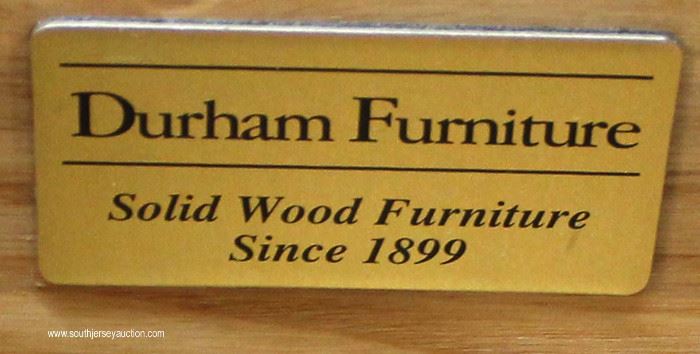 Durham Furniture
Solid Wood Furniture
Since 1899
www.southjerseyauction.com